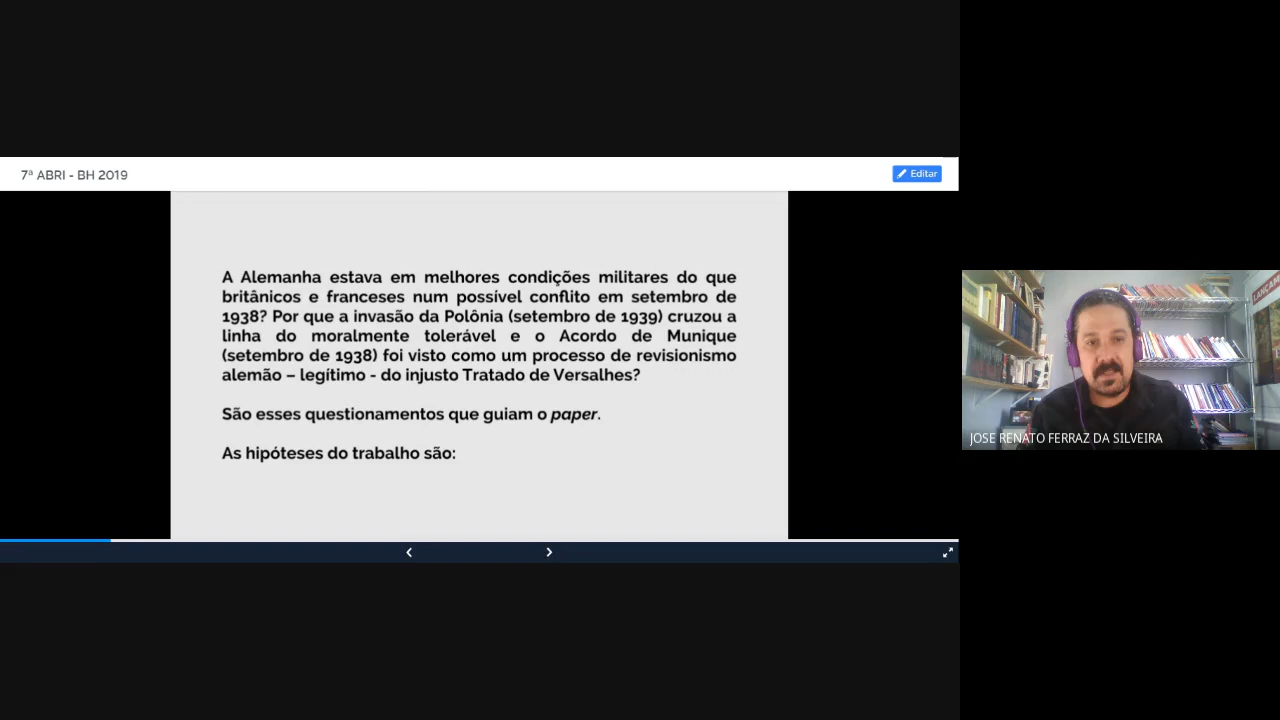 7ª ABRI - BH 2019
Editar
A Alemanha estava em melhores condições militares do que
britânicos e franceses num possível conflito em setembro de
1938? Por que a invasão da Polônia (setembro de 1939) cruzou a
linha do moralmente tolerável e o Acordo de Munique
(setembro de 1938) foi visto como um processo de revisionismo
alemão – legítimo - do injusto Tratado de Versalhes?
São esses questionamentos que guiam o paper.
As hipóteses do trabalho são:
LANÇAM
JOSE RENATO FERRAZ DA SILVEIRA